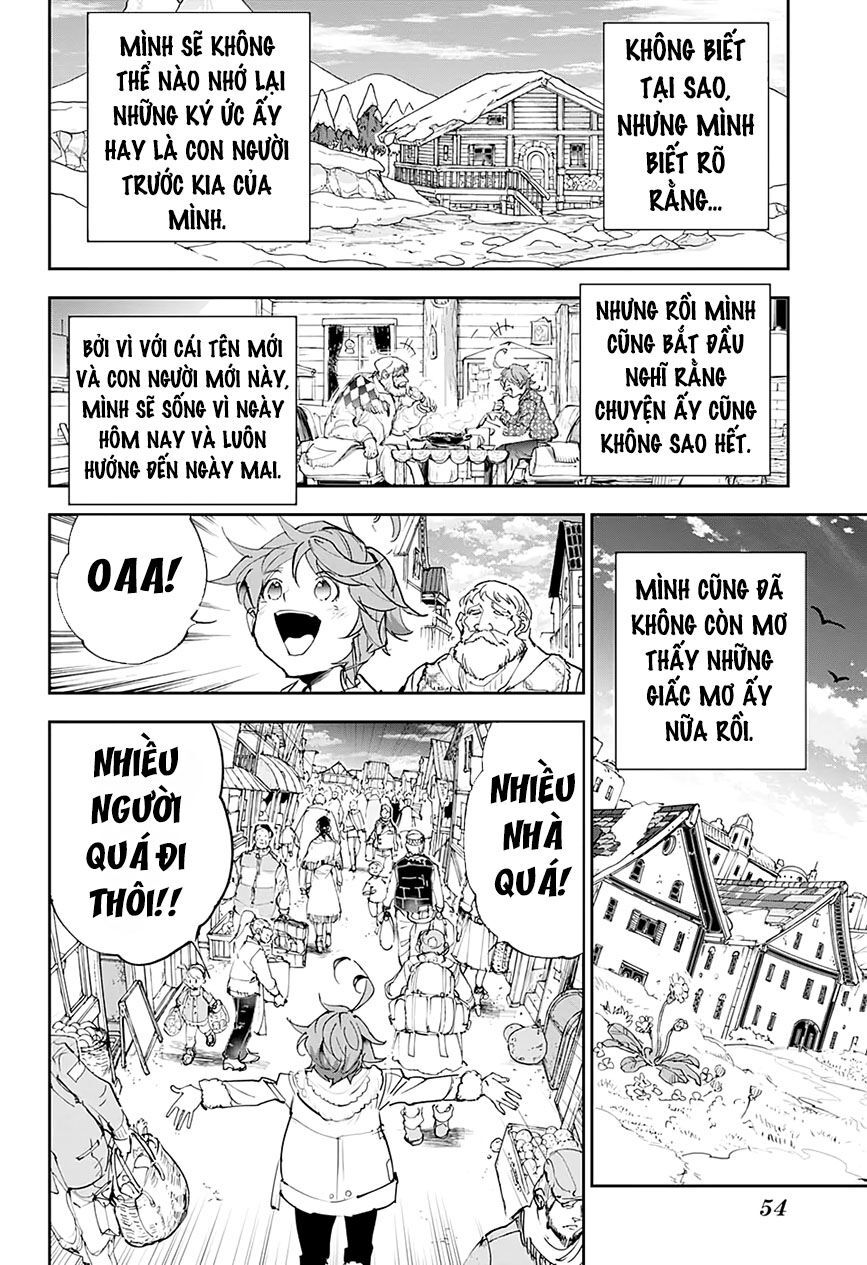 KHÔNG BIẾT
TẠI SAO,
NHƯNG MÌNH
BIẾT RÕ
RẰNG...
MÌNH SẼ KHÔNG
THỂ NÀO NHỚ LẠI
NHỮNG KÝ ỨC ẤY
HAY LÀ CON NGƯỜI
TRƯỚC KIA CỦA
MÌNH.
NHƯNG RỒI MÌNH
CŨNG BẮT ĐẦU
NGHĨ RẰNG
CHUYỆN ẤY CŨNG
KHÔNG SAO HẾT.
BỞI VÌ VỚI CÁI TÊN MỚI
VÀ CON NGƯỜI MỚI NÀY,
MÌNH SẼ SỐNG VÌ NGÀY
HÔM NAY VÀ LUÔN
HƯỚNG ĐẾN NGÀY MAI.
MÌNH CŨNG ĐÃ
KHÔNG CÒN MƠ
THẤY NHỮNG
GIẤC MƠ ẤY
NỮA RỒI.
OAA!
NHIỀU
NHÀ
QUÁ!
NHIỀU
NGƯỜI
QUÁ ĐI
THÔI!!
54